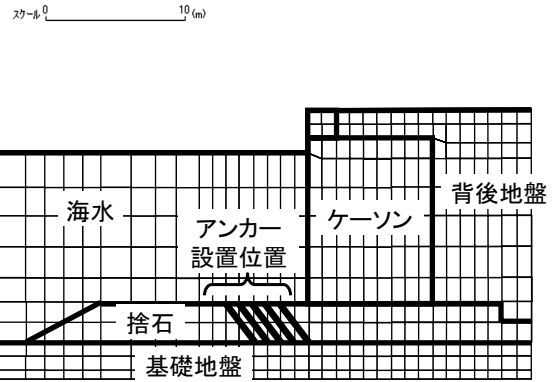 スケール 0 10 (m)
海水
アンカー
設置位置
ケーソン
背後地盤
捨石
基礎地盤